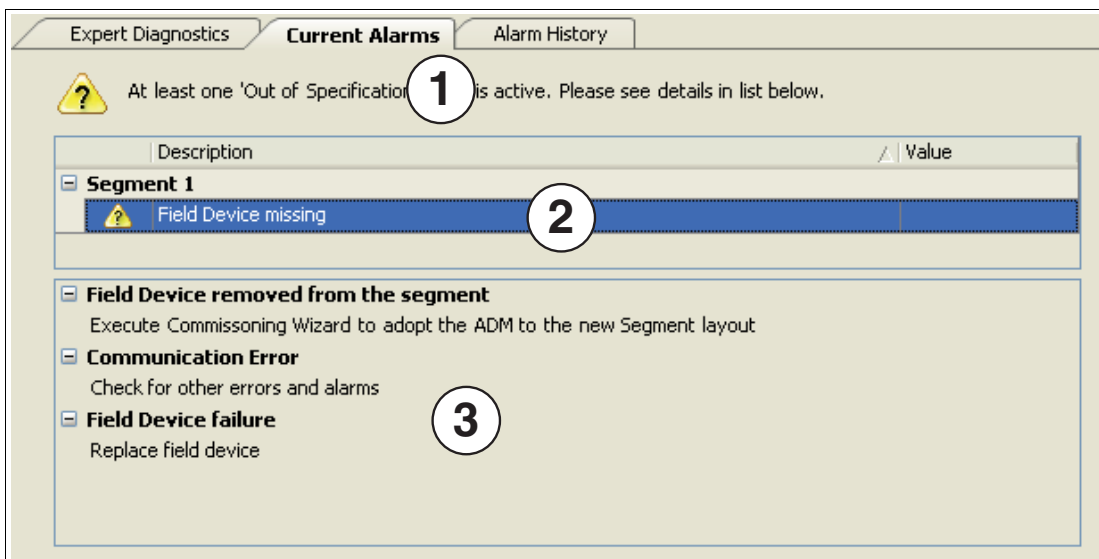 Expert Diagnostics
Current Alarms
Alarm History
At least one 'Out of Specification is active. Please see details in list below.
1
Description
Value
Segment 1
Field Device missing
2
Field Device removed from the segment
Execute Commissoning Wizard to adopt the ADM to the new Segment layout
Communication Error
Check for other errors and alarms
3
Field Device failure
Replace field device